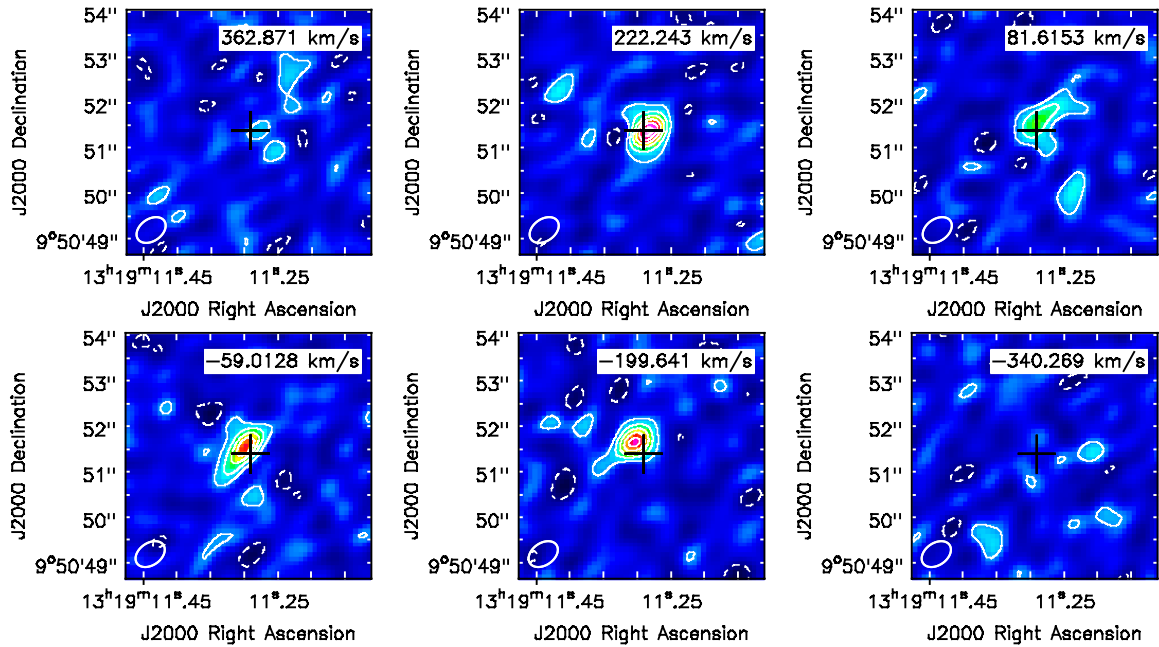 54'' 54'' 54''
362.871 km/s 222.243 km/s 81.6153 km/s
53'' 53'' 53''
52'' 52'' 52''
51'' 51'' 51''
50'' 50'' 50''
9°50'49'' 9°50'49'' 9°50'49''
J2000 Declination J2000 Declination J2000 Declination
13ʰ19ᵐ11ˢ.45 11ˢ.25 13ʰ19ᵐ11ˢ.45 11ˢ.25 13ʰ19ᵐ11ˢ.45 11ˢ.25
J2000 Right Ascension J2000 Right Ascension J2000 Right Ascension
54'' 54'' 54''
−59.0128 km/s −199.641 km/s −340.269 km/s
53'' 53'' 53''
52'' 52'' 52''
51'' 51'' 51''
50'' 50'' 50''
9°50'49'' 9°50'49'' 9°50'49''
J2000 Declination J2000 Declination J2000 Declination
13ʰ19ᵐ11ˢ.45 11ˢ.25 13ʰ19ᵐ11ˢ.45 11ˢ.25 13ʰ19ᵐ11ˢ.45 11ˢ.25
J2000 Right Ascension J2000 Right Ascension J2000 Right Ascension